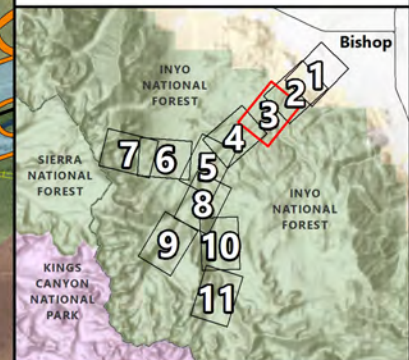 Bishop
INYO
NATIONAL
FOREST
1
2
3
4
7
6
5
SIERRA
NATIONAL
FOREST
8
INYO
NATIONAL
FOREST
9
10
KINGS
CANYON
NATIONAL
PARK
11